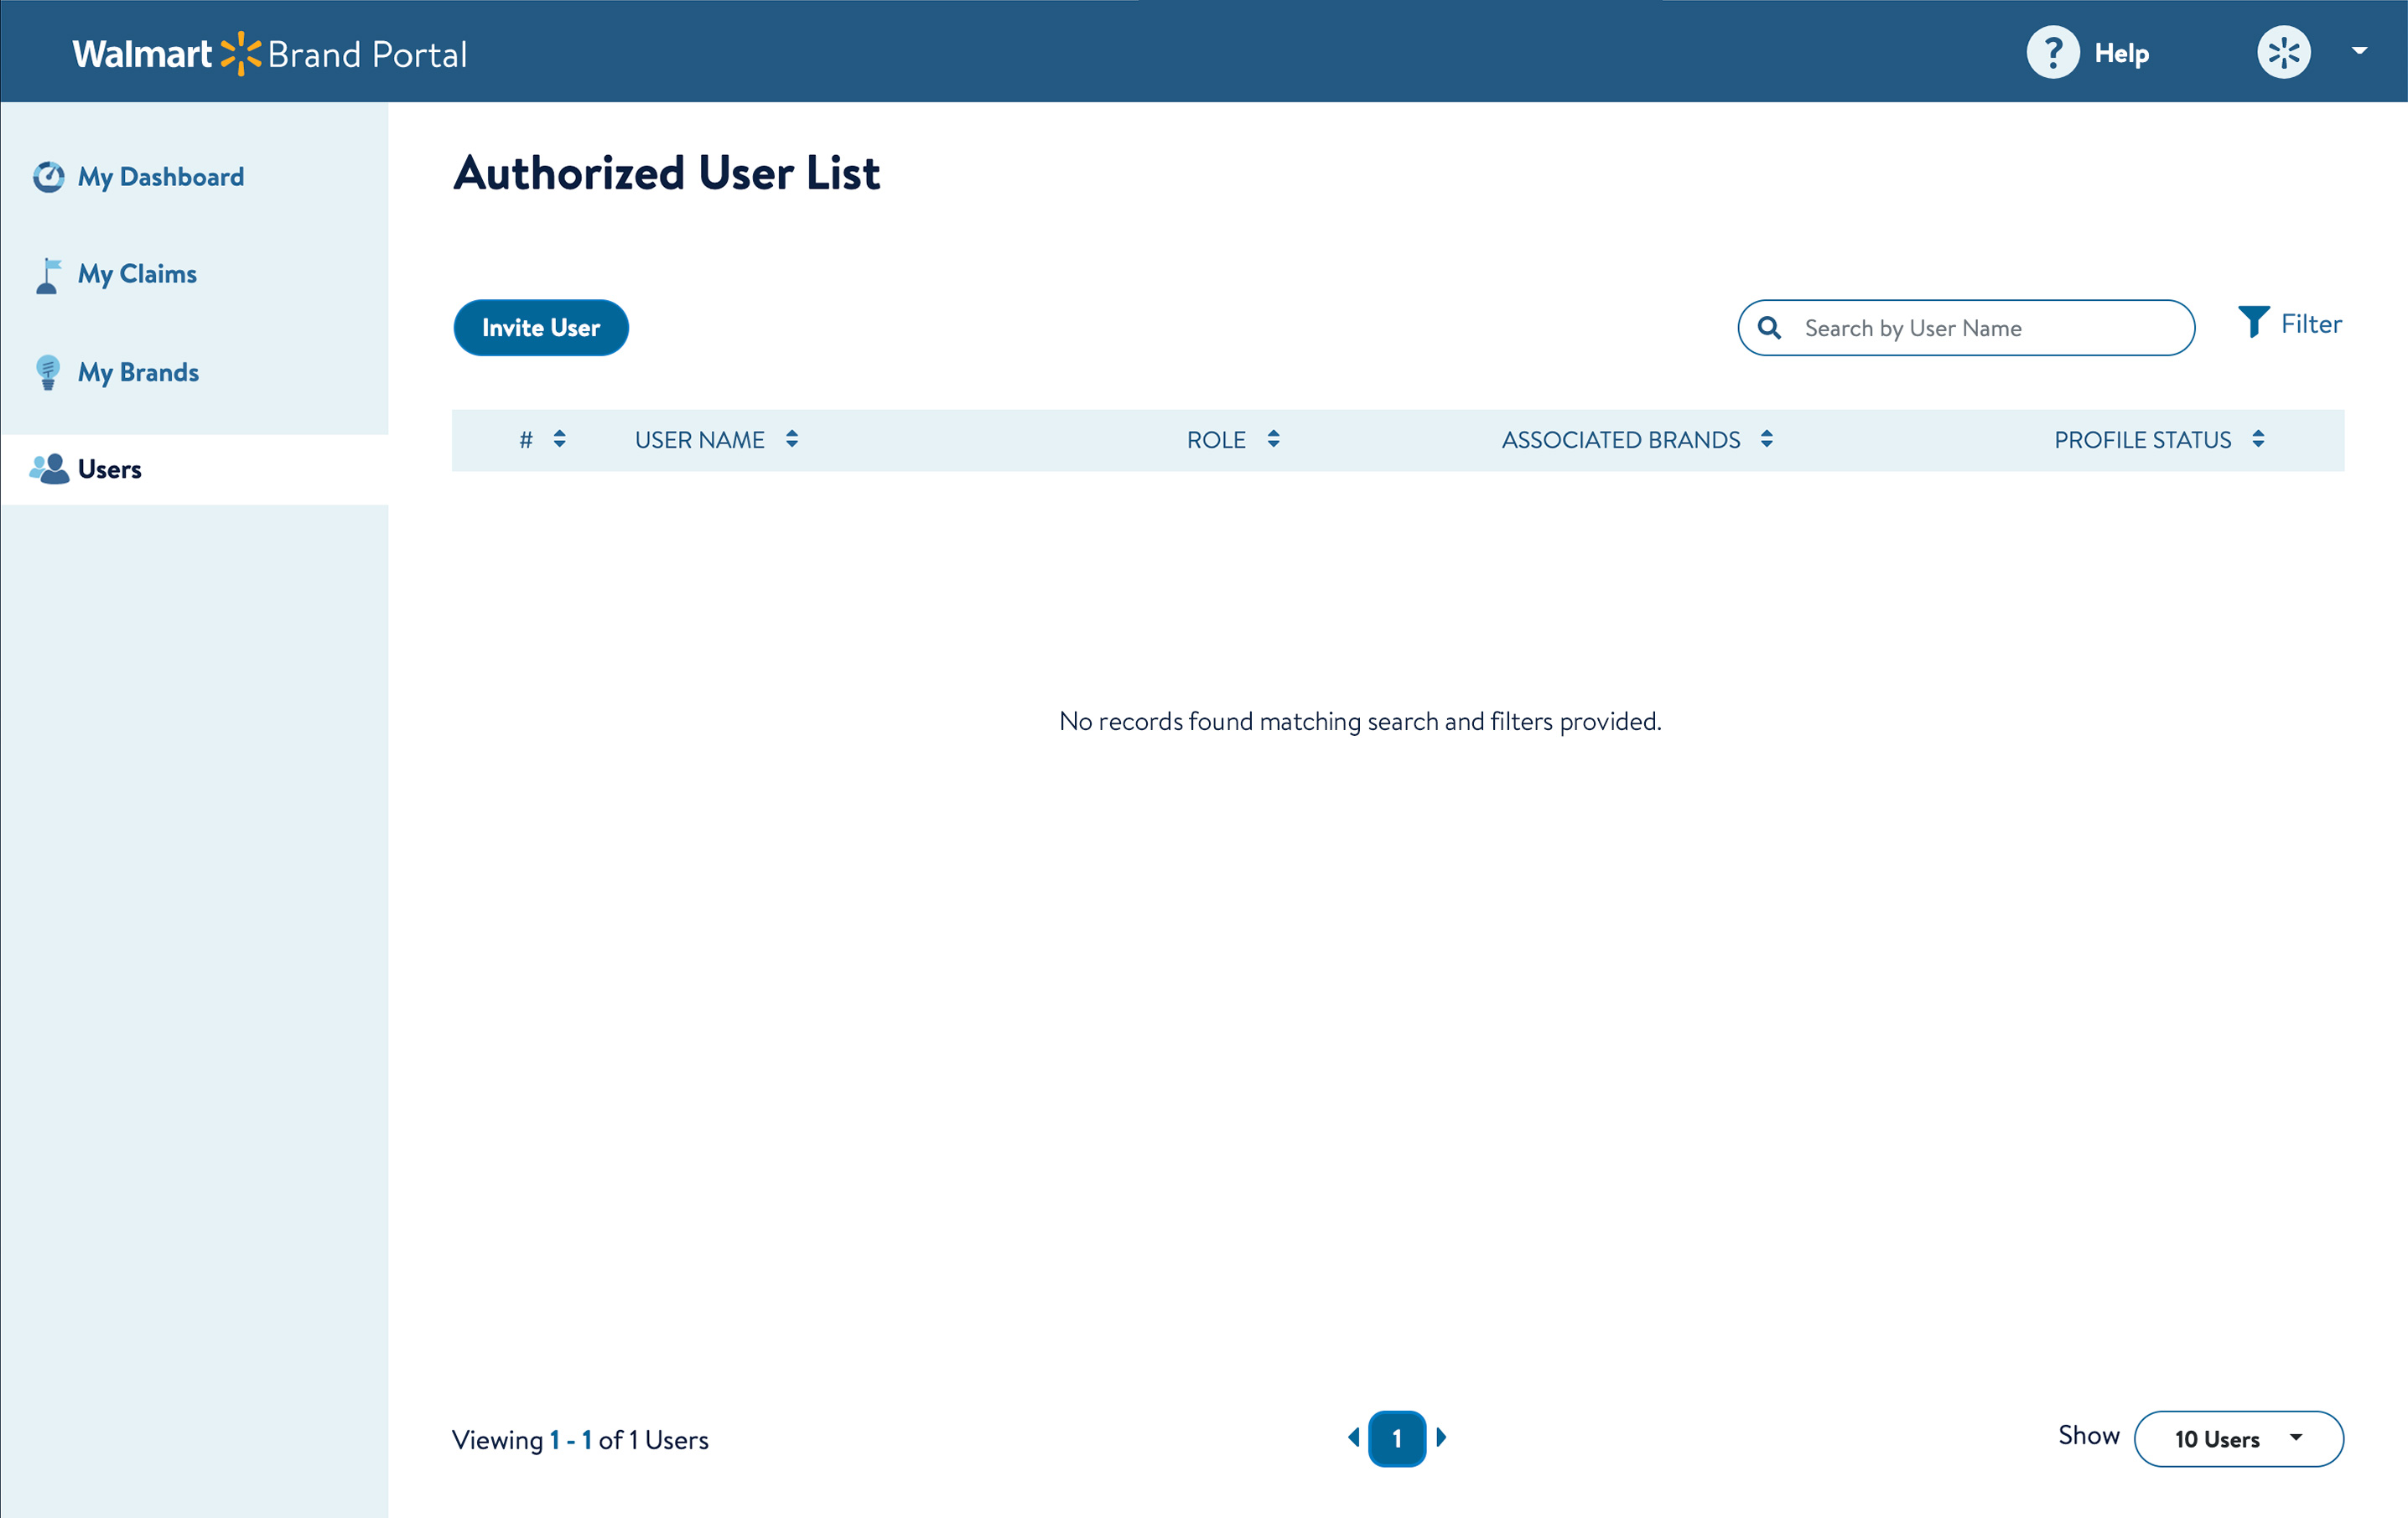 Walmart Brand Portal
? Help
My Dashboard
My Claims
My Brands
Users
Authorized User List
Invite User
Search by User Name
Filter
# USER NAME ROLE ASSOCIATED BRANDS PROFILE STATUS
No records found matching search and filters provided.
Viewing 1 - 1 of 1 Users
1
Show 10 Users